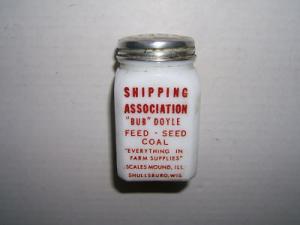 SHIPPING
ASSOCIATION
"BUB" DOYLE
FEED - SEED
COAL
"EVERYTHING IN
FARM SUPPLIES"
SCALES MOUND, ILL.
SHULLSBURG, WIS.